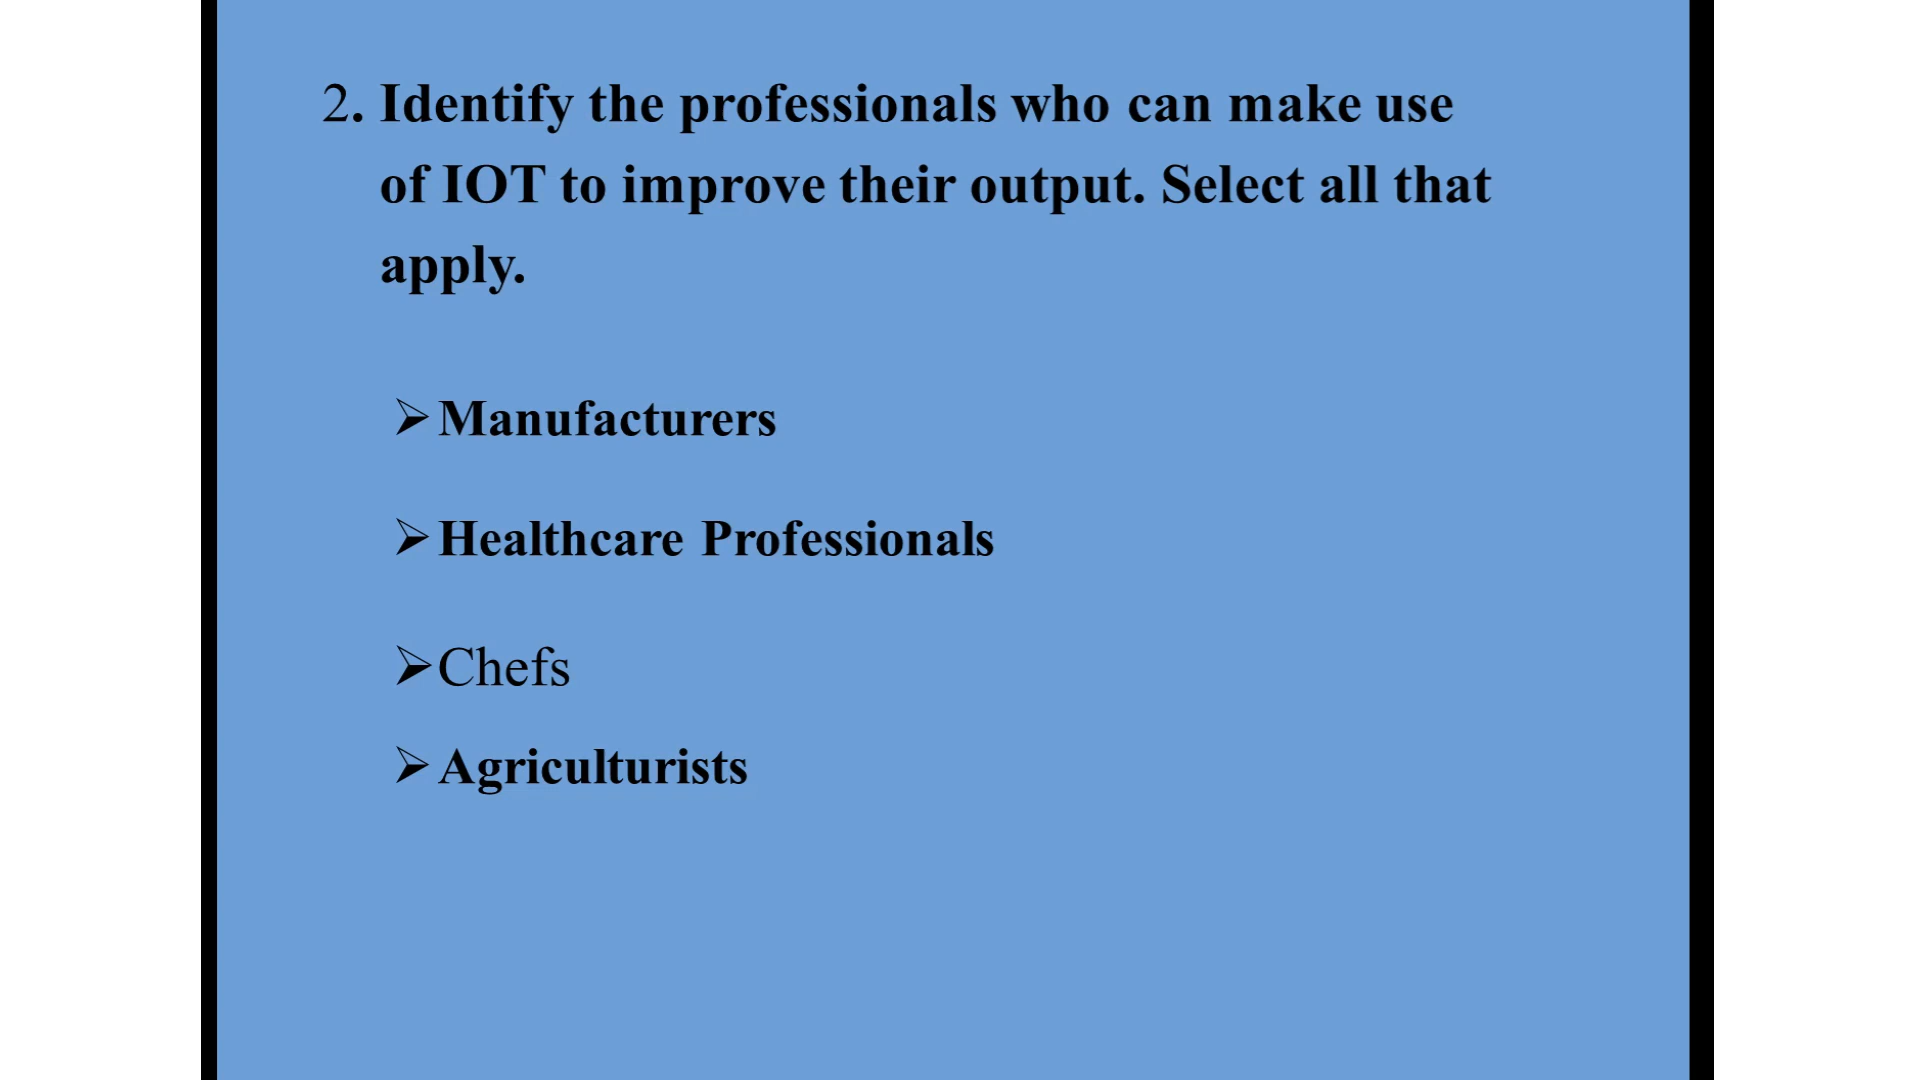 2. Identify the professionals who can make use
of IOT to improve their output. Select all that
apply.
➢Manufacturers
➢Healthcare Professionals
➢Chefs
➢Agriculturists